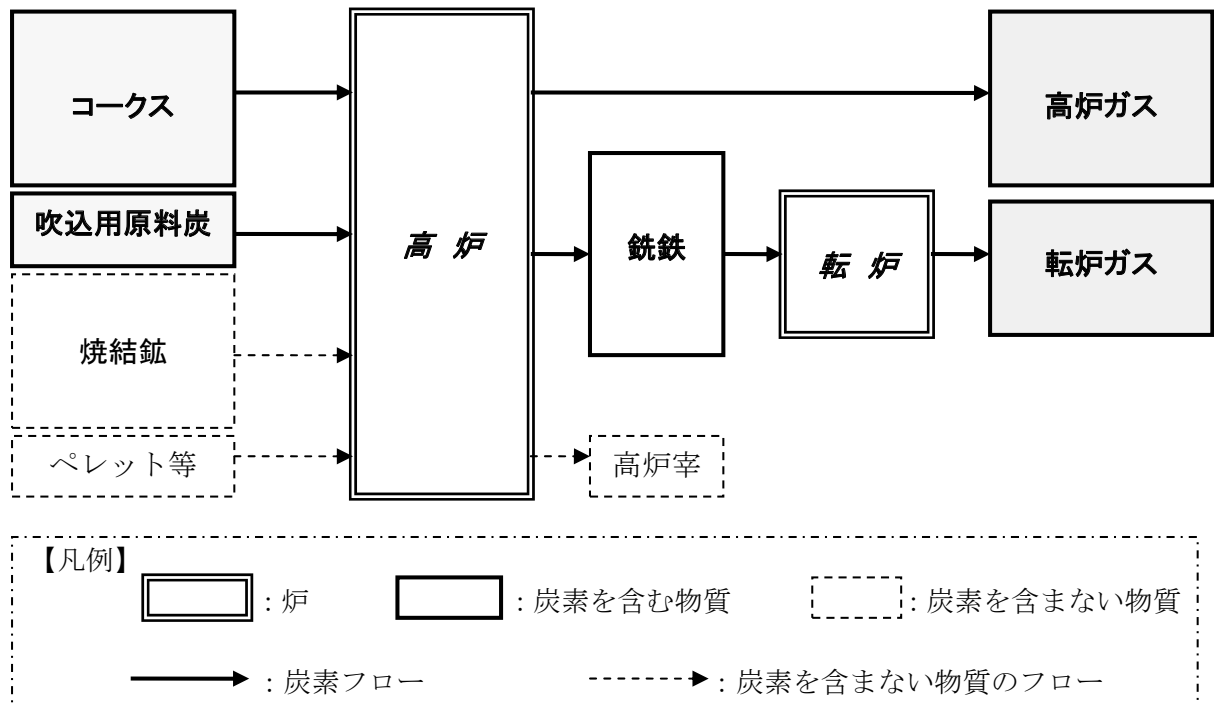 コークス
高炉ガス
吹込用原料炭
高 炉
銑鉄
転 炉
転炉ガス
焼結鉱
ペレット等
高炉宰
【凡例】
:炉
:炭素を含む物質
:炭素を含まない物質
:炭素フロー
:炭素を含まない物質のフロー